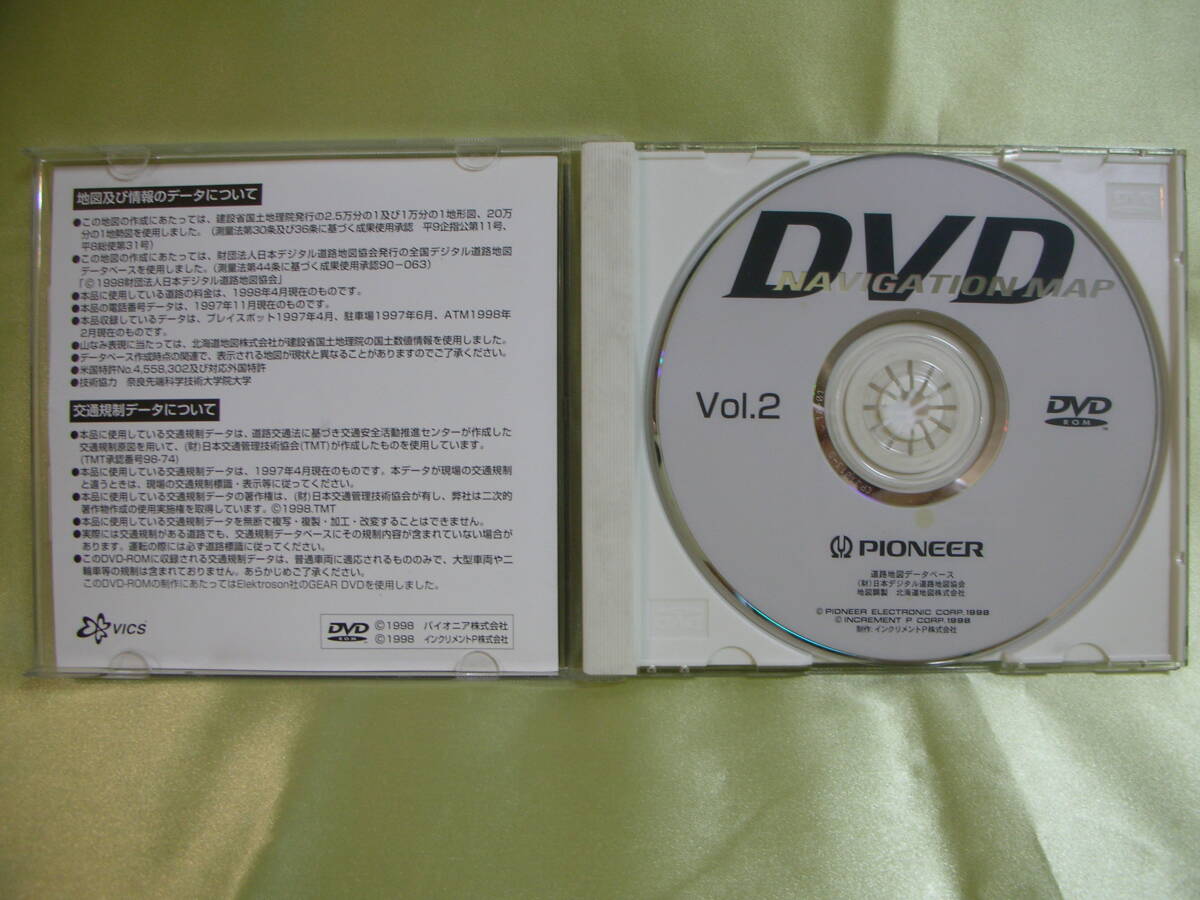 地図及び情報のデータについて
●この地図の作成にあたっては、建設省国土地理院発行の2.5万分の1及び1万分の1地形図、20万
分の1地勢図を使用しました。(測量法第30条及び36条に基づく成果使用承認 平9企指公第11号、
平8総使第31号)
●この地図の作成にあたっては、財団法人日本デジタル道路地図協会発行の全国デジタル道路地図
データベースを使用しました。(測量法第44条に基づく成果使用承認90-063)
「©1998財団法人日本デジタル道路地図協会」
●本品に使用している道路の料金は、1998年4月現在のものです。
●本品の電話番号データは、1997年11月現在のものです。
●本品収録しているデータは、プレイスポット1997年4月、駐車場1997年6月、ATM1998年
2月現在のものです。
●山なみ表現に当たっては、北海道地図株式会社が建設省国土地理院の国土数値情報を使用しました。
●データベース作成時点の関連で、表示される地図が現状と異なることがありますのでご了承ください。
●米国特許No.4,558,302及び対応外国特許
●技術協力 奈良先端科学技術大学院大学
交通規制データについて
●本品に使用している交通規制データは、道路交通法に基づき交通安全活動推進センターが作成した
交通規制原図を用いて、(財)日本交通管理技術協会(TMT)が作成したものを使用しています。
(TMT承認番号98-74)
●本品に使用している交通規制データは、1997年4月現在のものです。本データが現場の交通規制
と違うときは、現場の交通規制標識・表示等に従ってください。
●本品に使用している交通規制データの著作権は、(財)日本交通管理技術協会が有し、弊社は二次的
著作物作成の使用実施権を取得しています。©1998.TMT
●本品に使用している交通規制データを無断で複写・複製・加工・改変することはできません。
●実際には交通規制がある道路でも、交通規制データベースにその規制内容が含まれていない場合が
あります。運転の際には必ず道路標識に従ってください。
●このDVD-ROMに収録される交通規制データは、普通車両に適応されるもののみで、大型車両や二
輪車等の規制は含まれておりません。あらかじめご了承ください。
このDVD-ROMの制作にあたってはElektroson社のGEAR DVDを使用しました。
VICS
DVD
ROM
©1998 パイオニア株式会社
©1998 インクリメントP株式会社
DVD
NAVIGATION MAP
Vol.2
DVD
ROM
PIONEER
道路地図データベース
(財)日本デジタル道路地図協会
地図調製 北海道地図株式会社
© PIONEER ELECTRONIC CORP.1998
© INCREMENT P CORP.1998
制作: インクリメントP株式会社